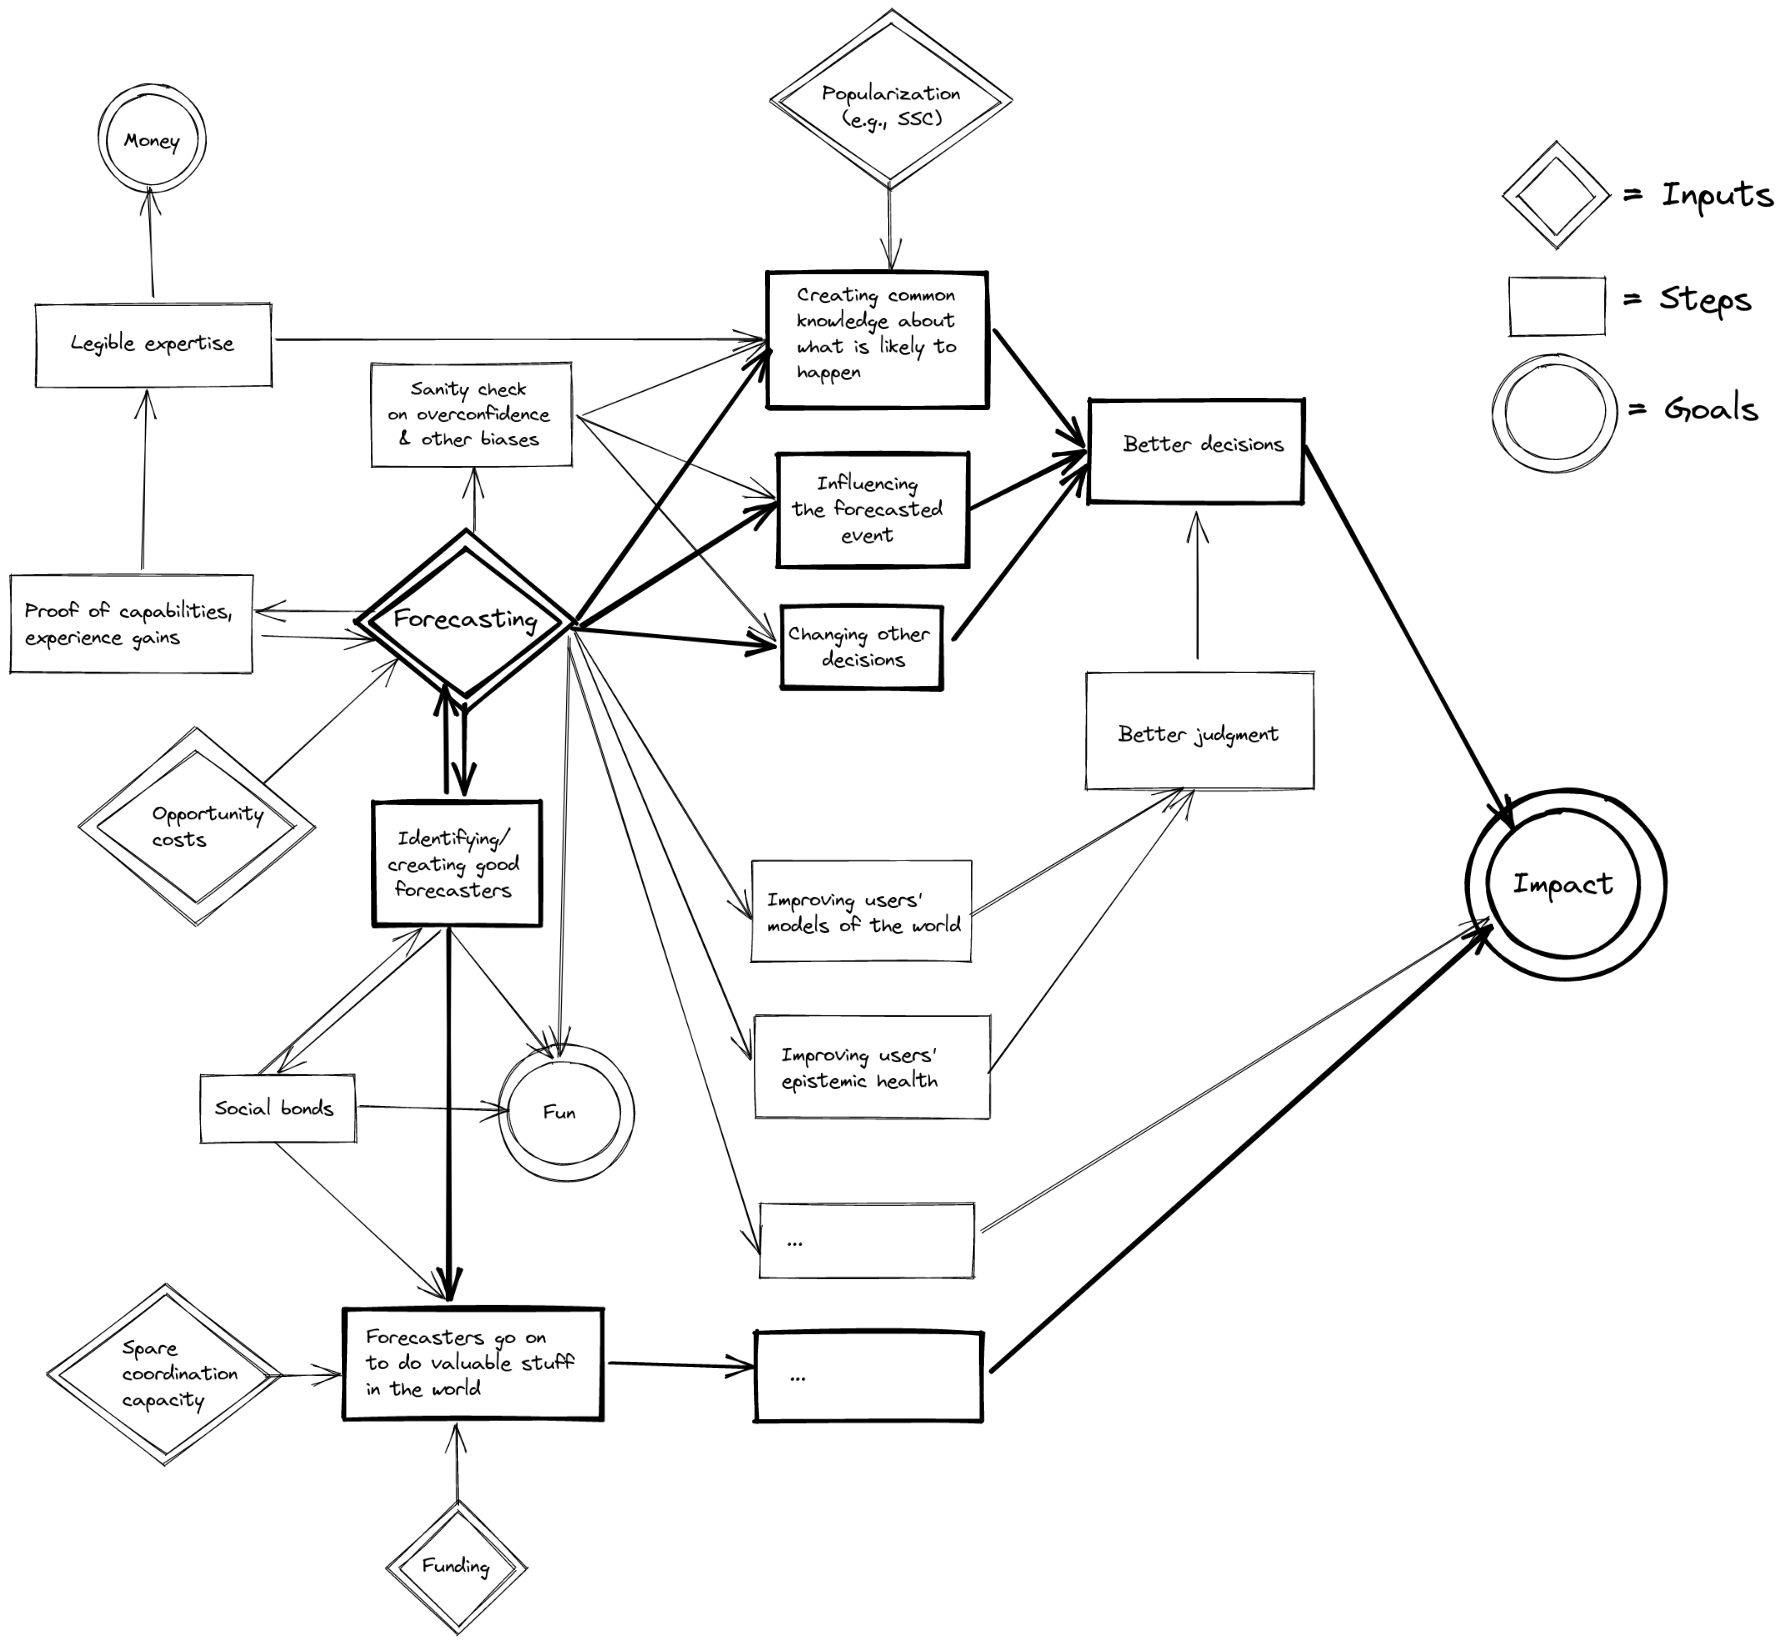 Popularization
(e.g., SSC)
Money
= Inputs
= Steps
= Goals
Creating common
knowledge about
what is likely to
happen
Legible expertise
Sanity check
on overconfidence
& other biases
Better decisions
Influencing
the forecasted
event
Proof of capabilities,
experience gains
Forecasting
Changing other
decisions
Better judgment
Opportunity
costs
Identifying/
creating good
forecasters
Impact
Improving users'
models of the world
Improving users'
epistemic health
Social bonds
Fun
...
Spare
coordination
capacity
Forecasters go on
to do valuable stuff
in the world
...
Funding